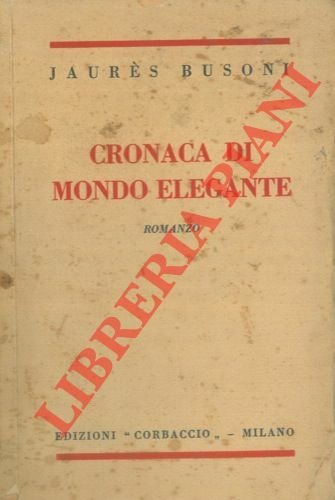 JAURÈS BUSONI
CRONACA DI
MONDO ELEGANTE
ROMANZO
LIBRERIA PIANI
EDIZIONI "CORBACCIO„ - MILANO